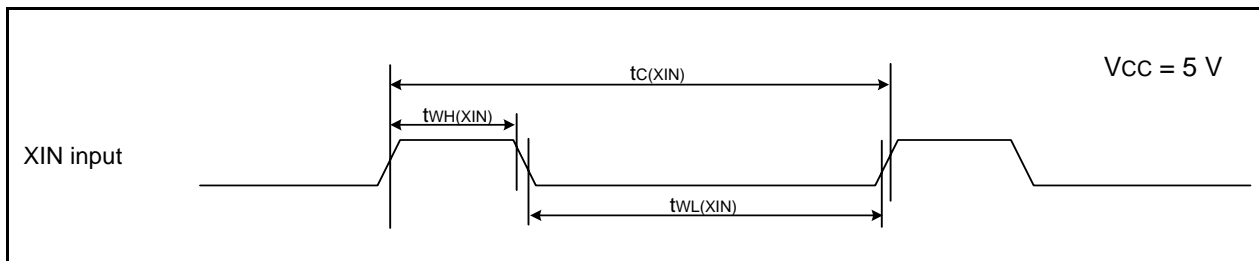 tC(XIN)
VCC = 5 V
tWH(XIN)
XIN input
tWL(XIN)